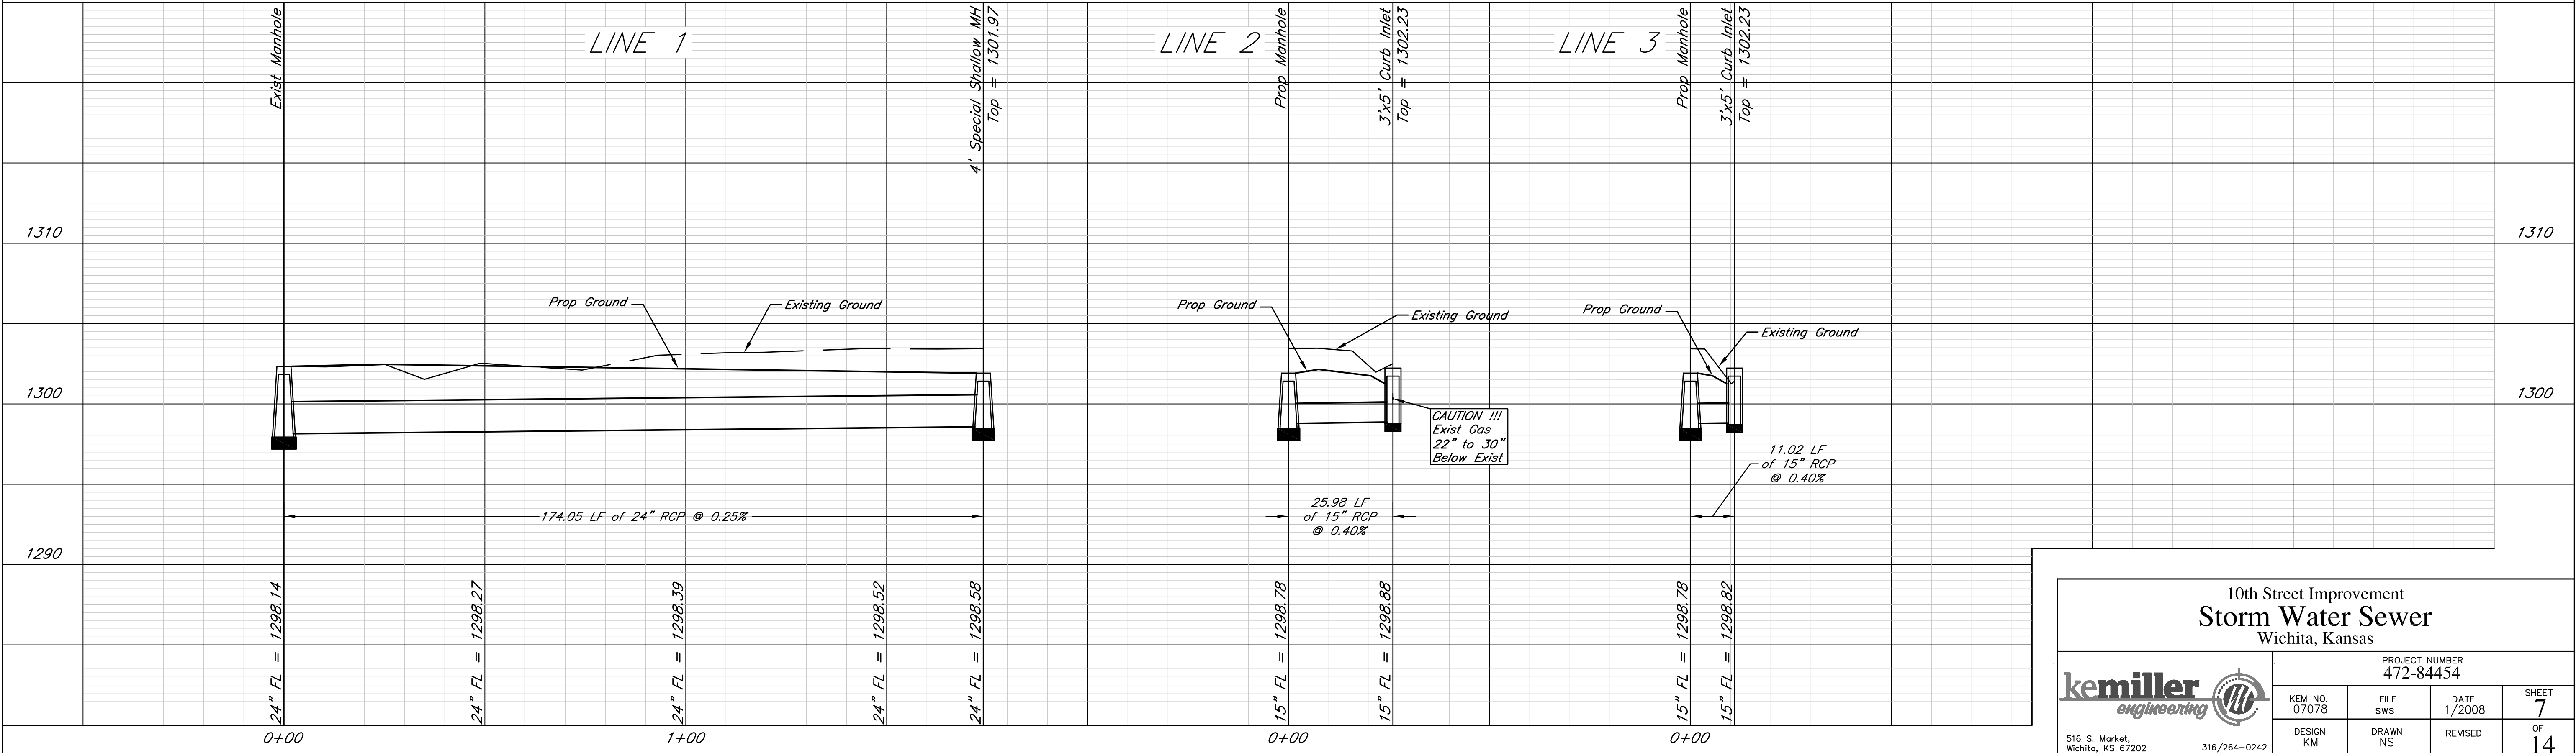 LINE 1
LINE 2
LINE 3
Exist Manhole
4' Special Shallow MH
Top = 1301.97
Prop Manhole
3'x5' Curb Inlet
Top = 1302.23
Prop Manhole
3'x5' Curb Inlet
Top = 1302.23
1310
1310
Prop Ground
Existing Ground
Prop Ground
Existing Ground
Prop Ground
Existing Ground
1300
1300
CAUTION !!!
Exist Gas
22" to 30"
Below Exist
11.02 LF
of 15" RCP
@ 0.40%
174.05 LF of 24" RCP @ 0.25%
25.98 LF
of 15" RCP
@ 0.40%
1290
24" FL = 1298.14
24" FL = 1298.27
24" FL = 1298.39
24" FL = 1298.52
24" FL = 1298.58
15" FL = 1298.78
15" FL = 1298.88
15" FL = 1298.78
15" FL = 1298.82
0+00
1+00
0+00
0+00
10th Street Improvement
Storm Water Sewer
Wichita, Kansas
kemiller
engineering
516 S. Market,
Wichita, KS 67202
316/264-0242
PROJECT NUMBER
472-84454
KEM NO.
07078
FILE
SWS
DATE
1/2008
SHEET
7
DESIGN
KM
DRAWN
NS
REVISED
OF
14